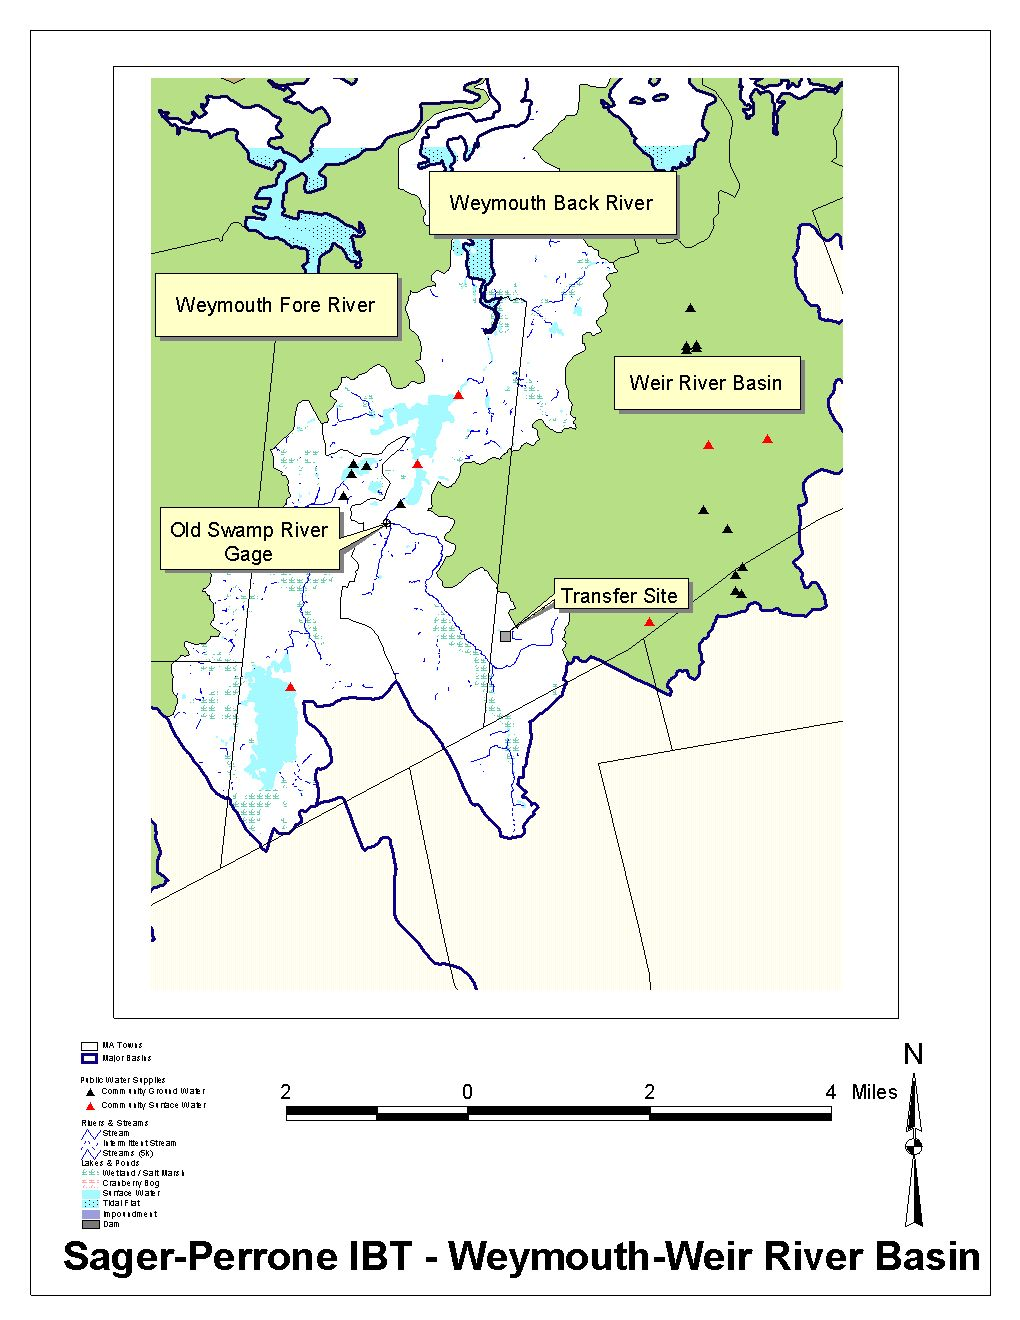 Weymouth Back River
Weymouth Fore River
Weir River Basin
Old Swamp River
Gage
Transfer Site
MA Towns
Major Basins
Public Water Supplies
Community Ground Water
Community Surface Water
Rivers & Streams
Stream
Intermittent Stream
Streams (5k)
Lakes & Ponds
Wetland / Salt Marsh
Cranberry Bog
Surface Water
Tidal Flat
Impoundment
Dam
2 0 2 4 Miles
N
Sager-Perrone IBT - Weymouth-Weir River Basin